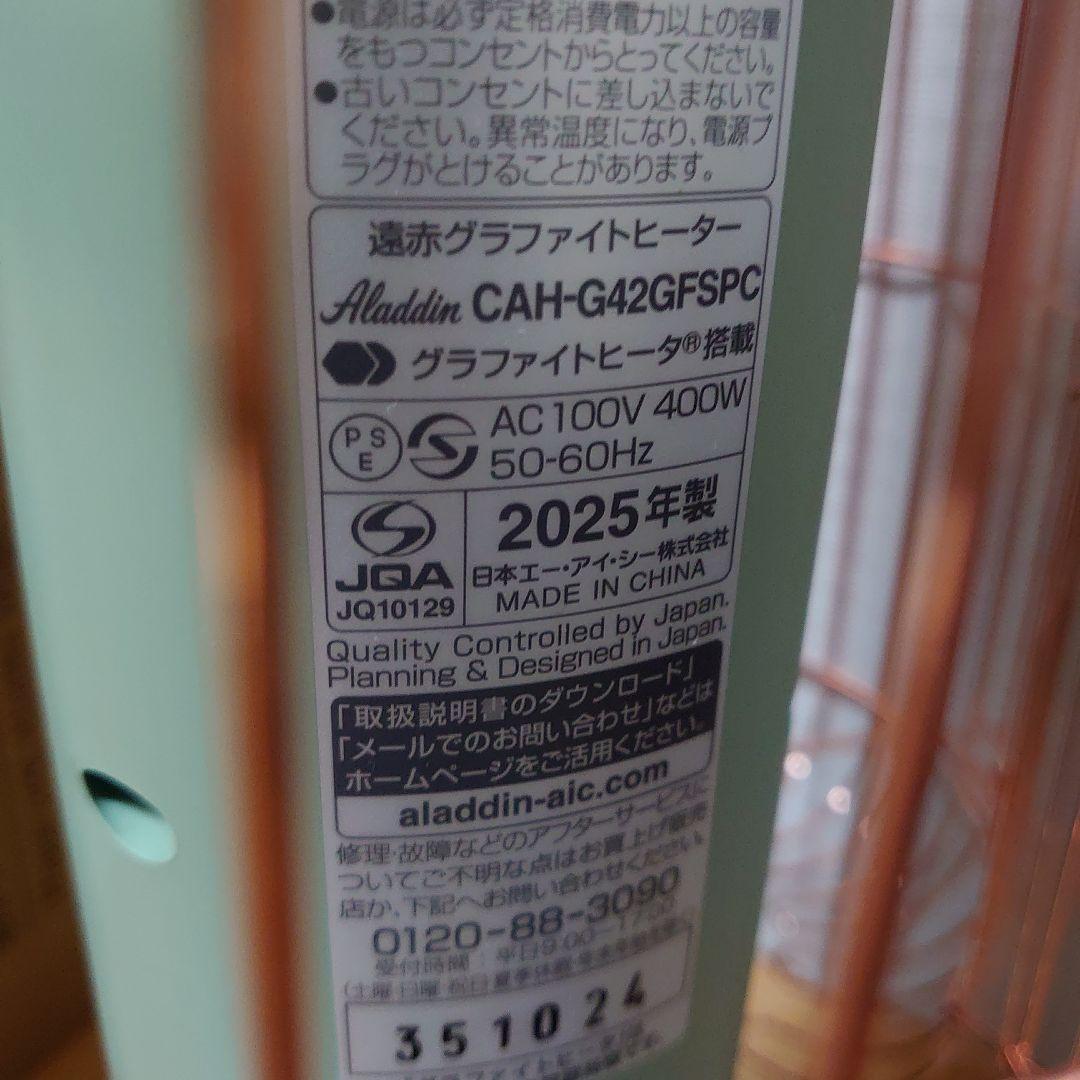 ●電源は必ず定格消費電力以上の容量
をもつコンセントからとってください。
●古いコンセントに差し込まないで
ください。異常温度になり、電源プ
ラグがとけることがあります。
遠赤グラファイトヒーター
Aladdin CAH-G42GFSPC
グラファイトヒータ®搭載
PSE
AC100V 400W
50-60Hz
JQA
JQ10129
2025年製
日本エー・アイ・シー株式会社
MADE IN CHINA
Quality Controlled by Japan.
Planning & Designed in Japan.
「取扱説明書のダウンロード」
「メールでのお問い合わせ」などは
ホームページをご活用ください。
aladdin-aic.com
修理・故障などのアフターサービスに
ついてご不明な点はお買上げ販売
店か、下記へお問い合わせください。
0120-88-3090
受付時間：平日9:00~17:00
351024